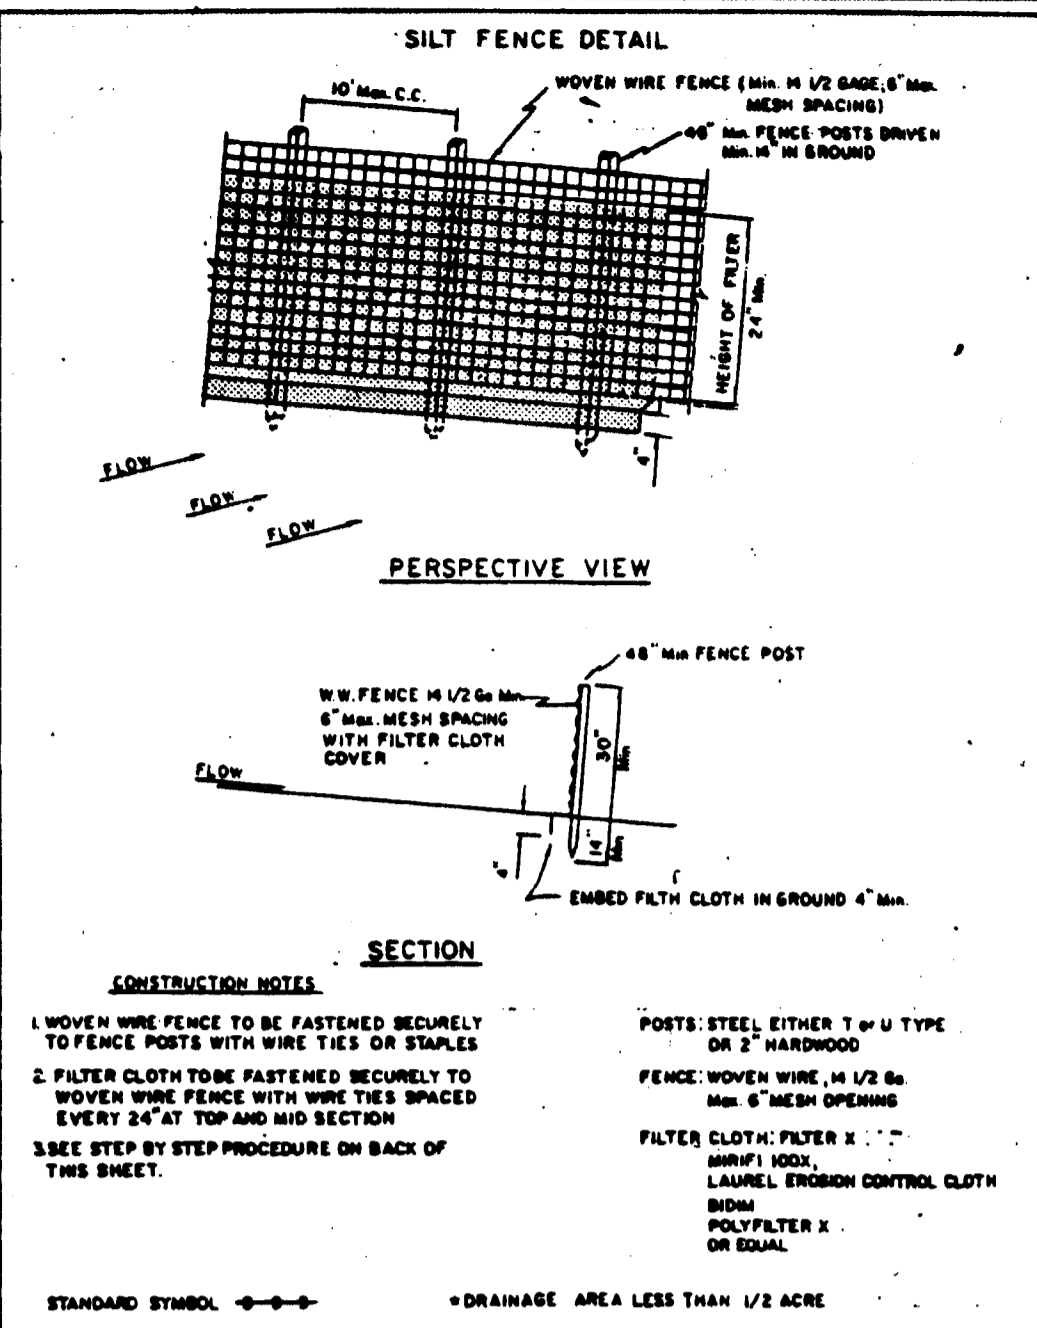 SILT FENCE DETAIL
10' Max. C.C.
WOVEN WIRE FENCE (Min. 14 1/2 GAGE, 6" Max.
MESH SPACING)
48" Min. FENCE POSTS DRIVEN
Min. 14" IN GROUND
HEIGHT OF FILTER
24" Min.
4"
FLOW
FLOW
FLOW
PERSPECTIVE VIEW
48" Min FENCE POST
W.W. FENCE 14 1/2 Ga Min.
6" Max. MESH SPACING
WITH FILTER CLOTH
COVER
FLOW
30"
Min
14"
Min
4"
EMBED FILTH CLOTH IN GROUND 4" Min.
SECTION
CONSTRUCTION NOTES
1. WOVEN WIRE FENCE TO BE FASTENED SECURELY
TO FENCE POSTS WITH WIRE TIES OR STAPLES
2. FILTER CLOTH TO BE FASTENED SECURELY TO
WOVEN WIRE FENCE WITH WIRE TIES SPACED
EVERY 24" AT TOP AND MID SECTION
3. SEE STEP BY STEP PROCEDURE ON BACK OF
THIS SHEET.
POSTS: STEEL EITHER T or U TYPE
OR 2" HARDWOOD
FENCE: WOVEN WIRE, 14 1/2 Ga.
Max. 6" MESH OPENING
FILTER CLOTH: FILTER X
MIRIFI 100X,
LAUREL EROSION CONTROL CLOTH
BIDIM
POLYFILTER X
OR EQUAL
STANDARD SYMBOL
*DRAINAGE AREA LESS THAN 1/2 ACRE